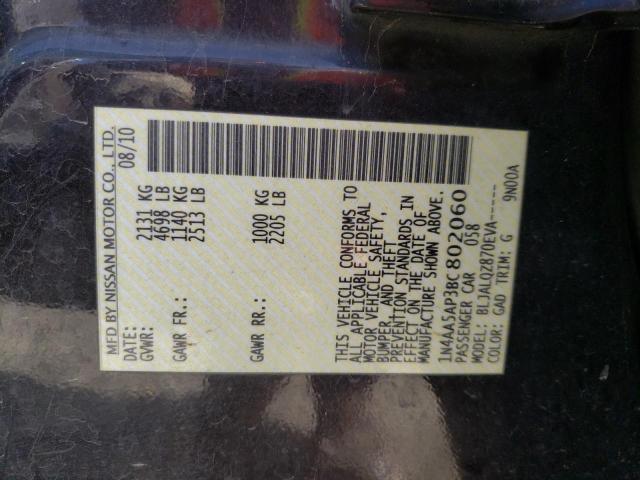 MFD BY NISSAN MOTOR CO., LTD.
DATE: 08/10
GVWR: 2131 KG
4698 LB
GAWR FR.: 1140 KG
2513 LB
GAWR RR.: 1000 KG
2205 LB
THIS VEHICLE CONFORMS TO
ALL APPLICABLE FEDERAL
MOTOR VEHICLE SAFETY,
BUMPER, AND THEFT
PREVENTION STANDARDS IN
EFFECT ON THE DATE OF
MANUFACTURE SHOWN ABOVE.
1N4AA5AP3BC802060
PASSENGER CAR 058
MODEL: BLJALQZ870EVA-----
COLOR: GAD TRIM: G 9N00A